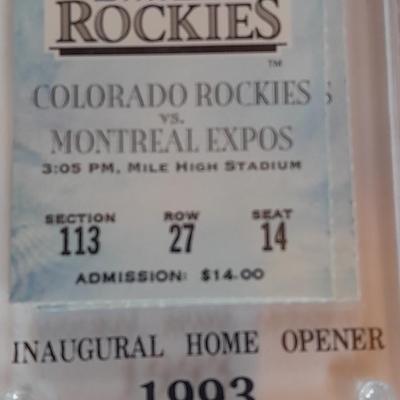 ROCKIES
TM
COLORADO ROCKIES S
VS.
MONTREAL EXPOS
3:05 PM, MILE HIGH STADIUM
SECTION ROW SEAT
113 27 14
ADMISSION: $14.00
INAUGURAL HOME OPENER
1993